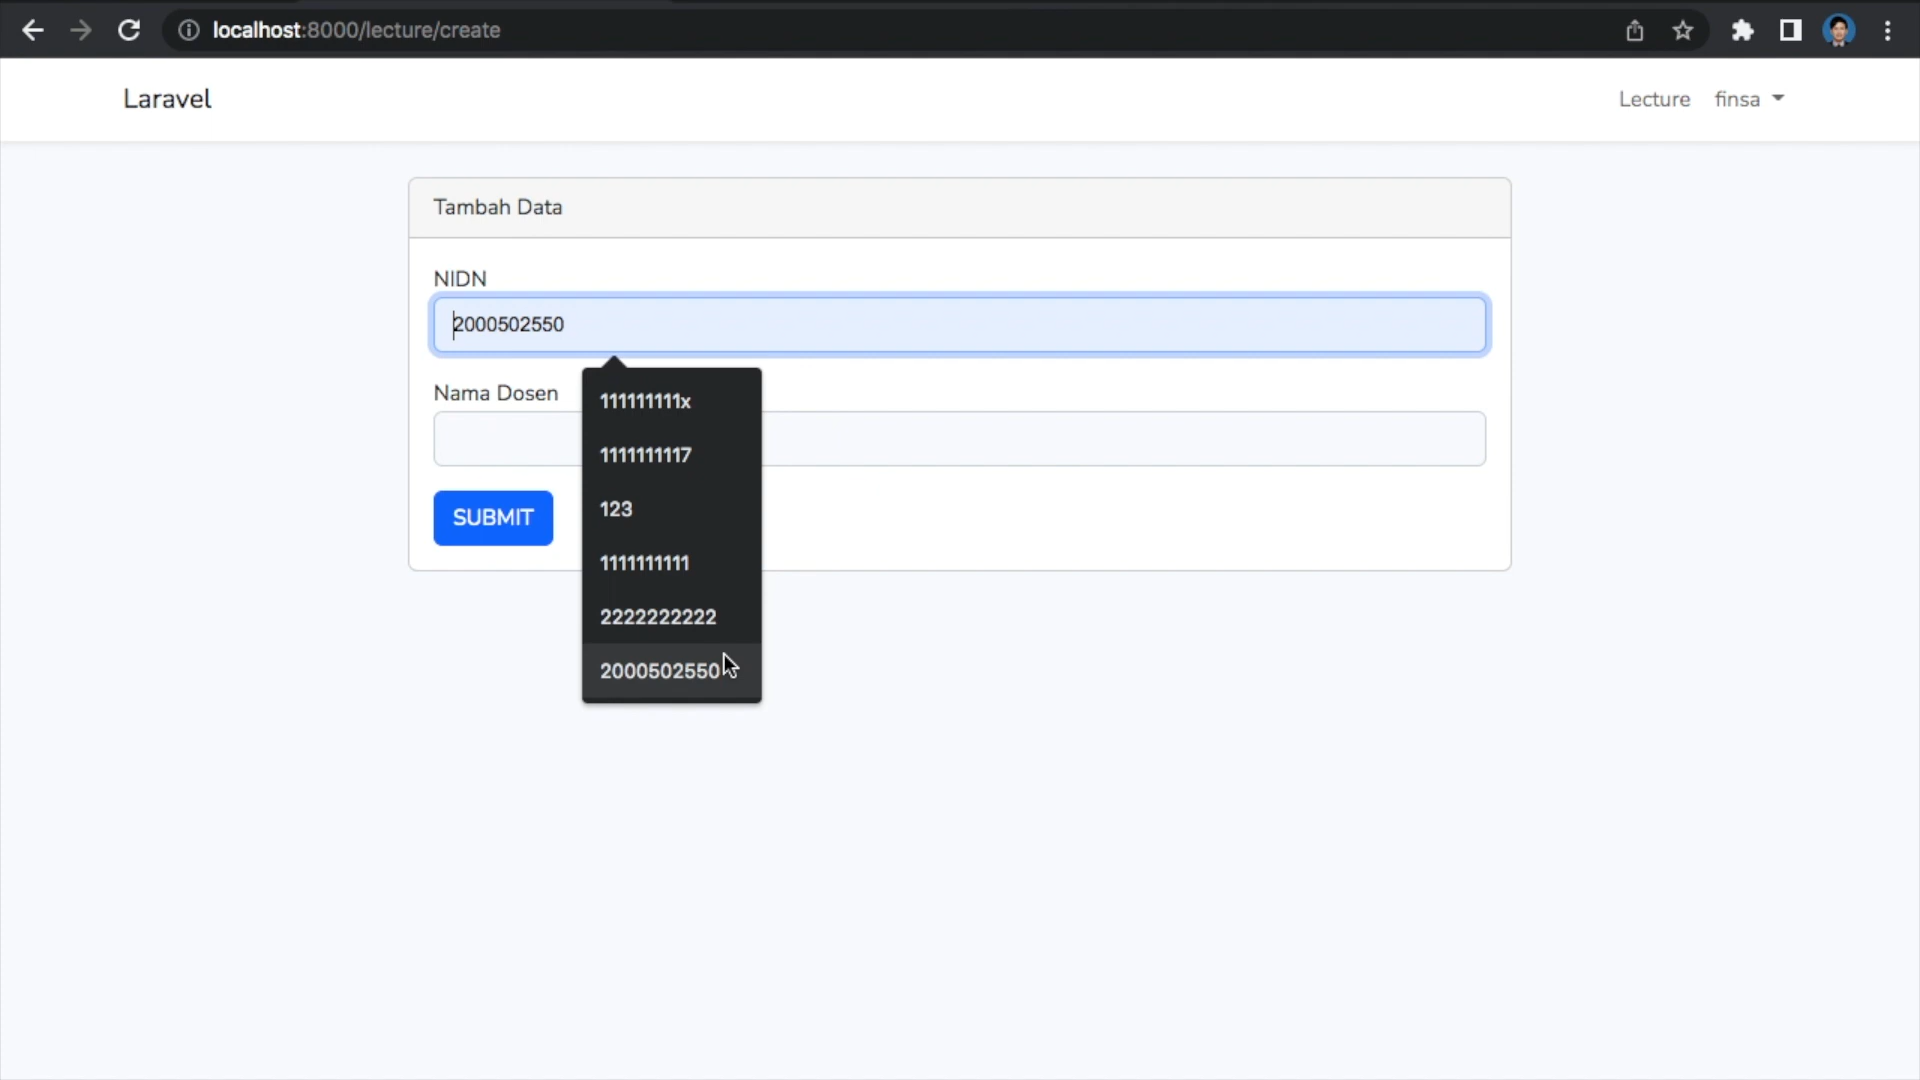 localhost:8000/lecture/create
Laravel
Lecture finsa
Tambah Data
NIDN
2000502550
Nama Dosen
111111111x
1111111117
123
1111111111
2222222222
2000502550
SUBMIT